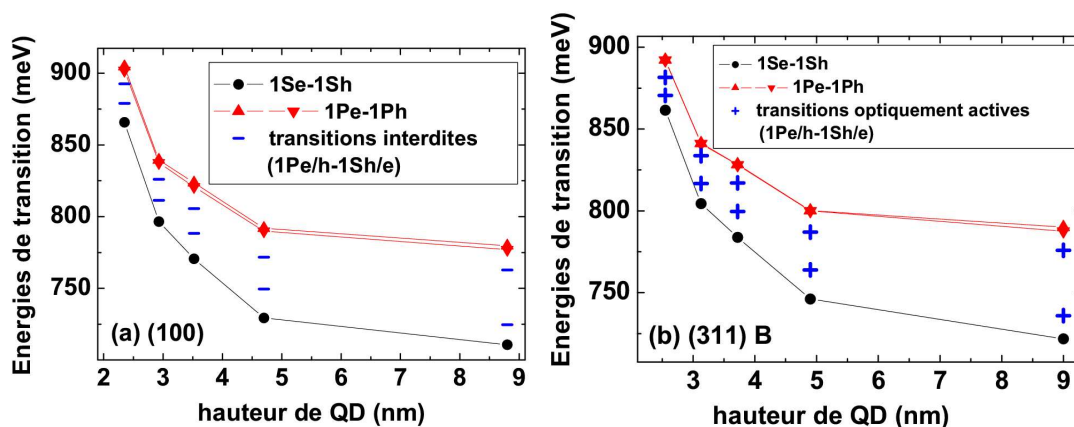 Energies de transition (meV)
900
850
800
750
2 3 4 5 6 7 8 9
hauteur de QD (nm)
1Se-1Sh
1Pe-1Ph
transitions interdites
(1Pe/h-1Sh/e)
(a) (100)
Energies de transition (meV)
900
850
800
750
3 4 5 6 7 8 9
hauteur de QD (nm)
1Se-1Sh
1Pe-1Ph
transitions optiquement actives
(1Pe/h-1Sh/e)
(b) (311) B